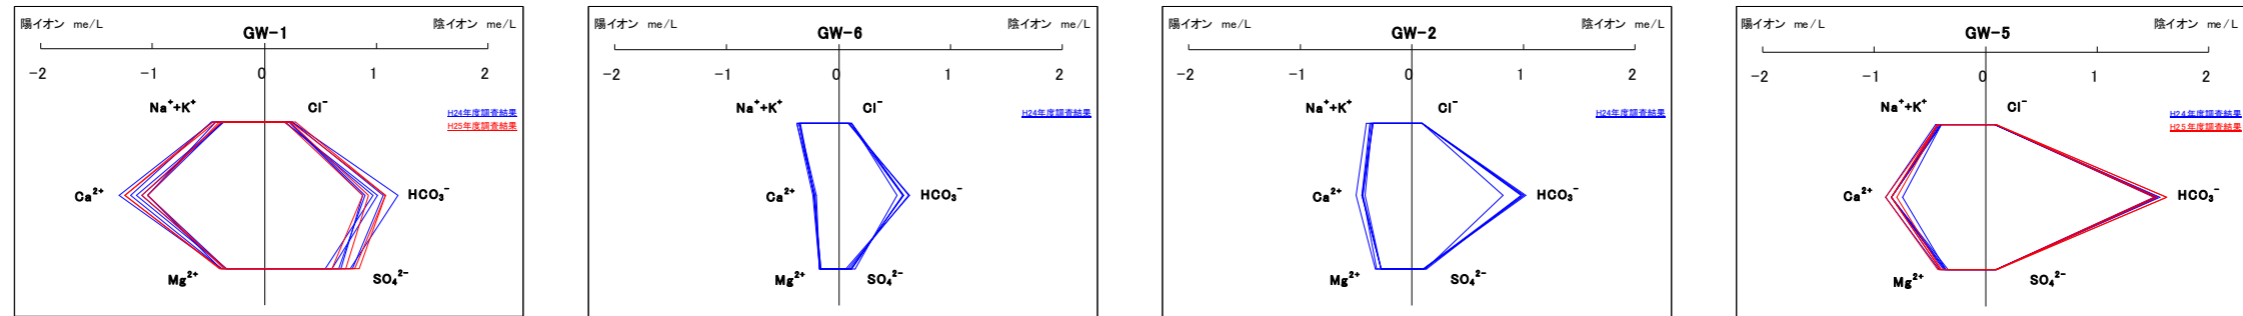 陽イオン me/L 陰イオン me/L
GW-1
-2 -1 0 1 2
Na⁺+K⁺ Cl⁻
H24年度調査結果
H25年度調査結果
Ca²⁺ HCO₃⁻
Mg²⁺ SO₄²⁻
陽イオン me/L 陰イオン me/L
GW-6
-2 -1 0 1 2
Na⁺+K⁺ Cl⁻
H24年度調査結果
Ca²⁺ HCO₃⁻
Mg²⁺ SO₄²⁻
陽イオン me/L 陰イオン me/L
GW-2
-2 -1 0 1 2
Na⁺+K⁺ Cl⁻
H24年度調査結果
Ca²⁺ HCO₃⁻
Mg²⁺ SO₄²⁻
陽イオン me/L 陰イオン me/L
GW-5
-2 -1 0 1 2
Na⁺+K⁺ Cl⁻
H24年度調査結果
H25年度調査結果
Ca²⁺ HCO₃⁻
Mg²⁺ SO₄²⁻